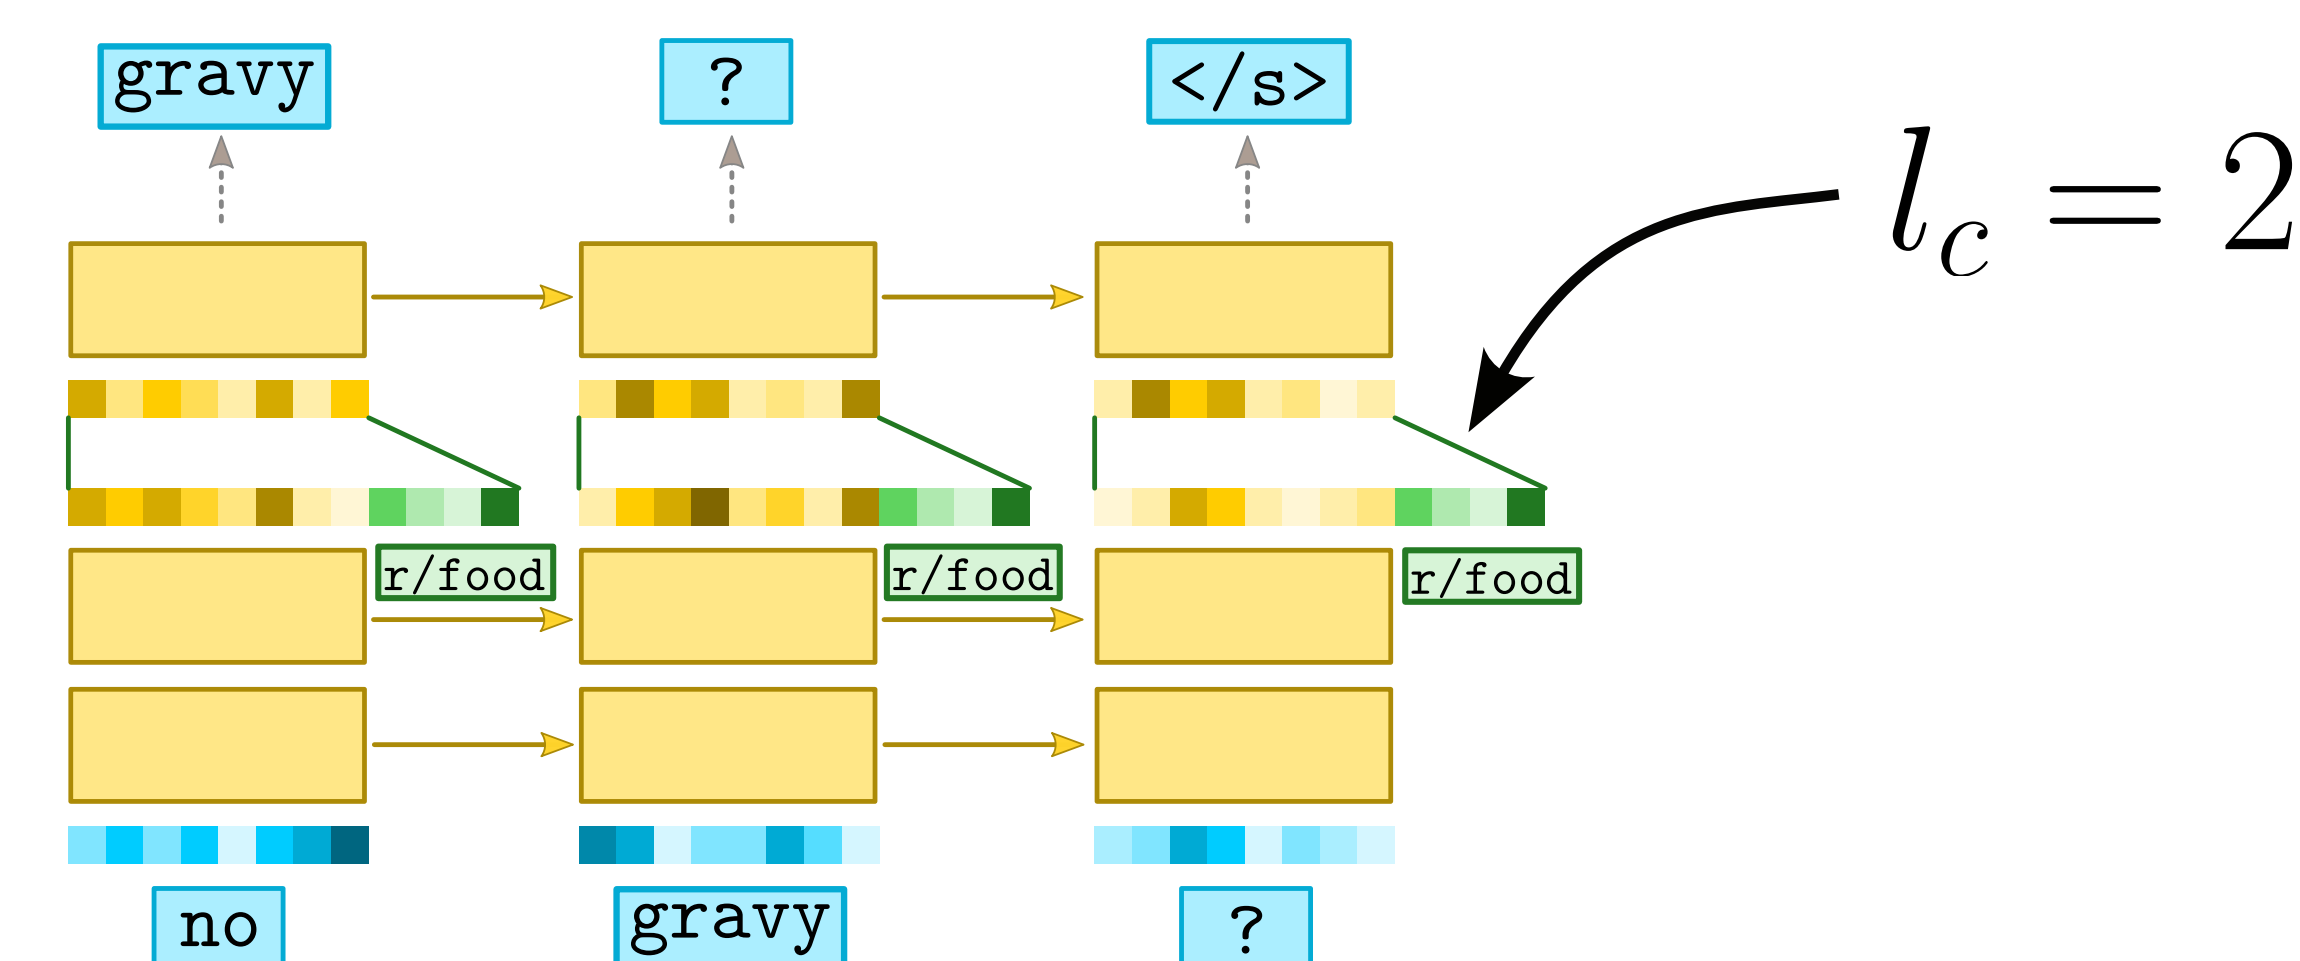 gravy ? </s>
l_c = 2
r/food r/food r/food
no gravy ?